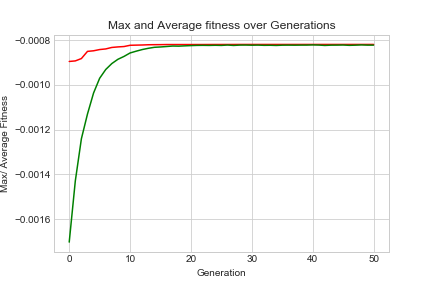 Max and Average fitness over Generations
−0.0008
−0.0010
−0.0012
−0.0014
−0.0016
Max/ Average Fitness
0 10 20 30 40 50
Generation